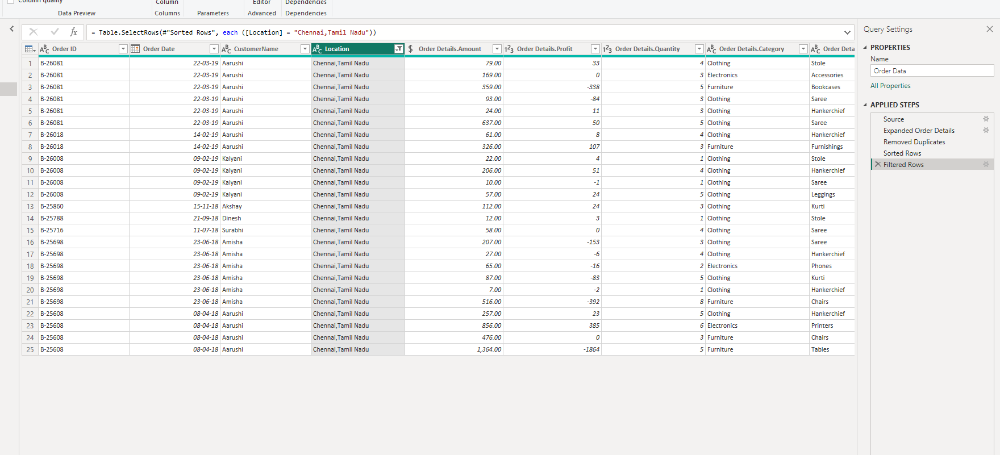 Column quality
Column
Editor
Dependencies
Data Preview
Columns
Parameters
Advanced
Dependencies
fx
= Table.SelectRows(#"Sorted Rows", each ([Location] = "Chennai,Tamil Nadu"))
Order ID Order Date CustomerName Location $ Order Details.Amount Order Details.Profit Order Details.Quantity Order Details.Category Order Deta
1 B-26081 22-03-19 Aarushi Chennai,Tamil Nadu 79.00 33 4 Clothing Stole
2 B-26081 22-03-19 Aarushi Chennai,Tamil Nadu 169.00 0 3 Electronics Accessories
3 B-26081 22-03-19 Aarushi Chennai,Tamil Nadu 359.00 -338 5 Furniture Bookcases
4 B-26081 22-03-19 Aarushi Chennai,Tamil Nadu 93.00 -84 3 Clothing Saree
5 B-26081 22-03-19 Aarushi Chennai,Tamil Nadu 24.00 11 3 Clothing Hankerchief
6 B-26081 22-03-19 Aarushi Chennai,Tamil Nadu 637.00 50 5 Clothing Saree
7 B-26018 14-02-19 Aarushi Chennai,Tamil Nadu 61.00 8 4 Clothing Hankerchief
8 B-26018 14-02-19 Aarushi Chennai,Tamil Nadu 326.00 107 3 Furniture Furnishings
9 B-26008 09-02-19 Kalyani Chennai,Tamil Nadu 22.00 4 1 Clothing Stole
10 B-26008 09-02-19 Kalyani Chennai,Tamil Nadu 206.00 51 4 Clothing Hankerchief
11 B-26008 09-02-19 Kalyani Chennai,Tamil Nadu 10.00 -1 1 Clothing Saree
12 B-26008 09-02-19 Kalyani Chennai,Tamil Nadu 57.00 24 5 Clothing Leggings
13 B-25860 15-11-18 Akshay Chennai,Tamil Nadu 112.00 24 3 Clothing Kurti
14 B-25788 21-09-18 Dinesh Chennai,Tamil Nadu 12.00 3 1 Clothing Stole
15 B-25716 11-07-18 Surabhi Chennai,Tamil Nadu 58.00 0 4 Clothing Saree
16 B-25698 23-06-18 Amisha Chennai,Tamil Nadu 207.00 -153 3 Clothing Saree
17 B-25698 23-06-18 Amisha Chennai,Tamil Nadu 27.00 -6 4 Clothing Hankerchief
18 B-25698 23-06-18 Amisha Chennai,Tamil Nadu 65.00 -16 2 Electronics Phones
19 B-25698 23-06-18 Amisha Chennai,Tamil Nadu 87.00 -83 5 Clothing Kurti
20 B-25698 23-06-18 Amisha Chennai,Tamil Nadu 7.00 -2 1 Clothing Hankerchief
21 B-25698 23-06-18 Amisha Chennai,Tamil Nadu 516.00 -392 8 Furniture Chairs
22 B-25608 08-04-18 Aarushi Chennai,Tamil Nadu 257.00 23 5 Clothing Hankerchief
23 B-25608 08-04-18 Aarushi Chennai,Tamil Nadu 856.00 385 6 Electronics Printers
24 B-25608 08-04-18 Aarushi Chennai,Tamil Nadu 476.00 0 3 Furniture Chairs
25 B-25608 08-04-18 Aarushi Chennai,Tamil Nadu 1,364.00 -1864 5 Furniture Tables
Query Settings
PROPERTIES
Name
Order Data
All Properties
APPLIED STEPS
Source
Expanded Order Details
Removed Duplicates
Sorted Rows
Filtered Rows